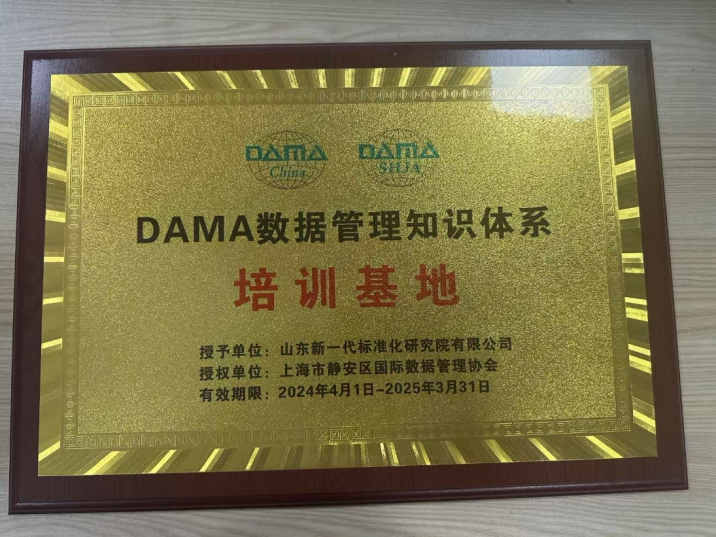 DAMA China
DAMA SHJA
DAMA数据管理知识体系
培训基地
授予单位：山东新一代标准化研究院有限公司
授权单位：上海市静安区国际数据管理协会
有效期限：2024年4月1日-2025年3月31日